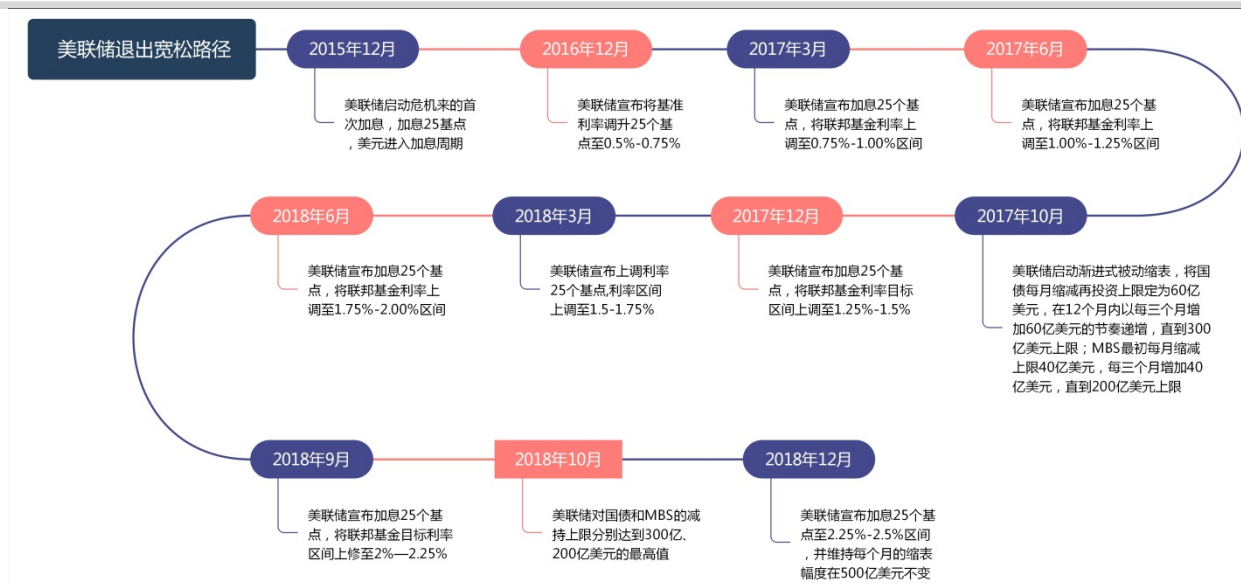 美联储退出宽松路径
2015年12月
美联储启动危机来的首
次加息，加息25基点
，美元进入加息周期
2016年12月
美联储宣布将基准
利率调升25个基
点至0.5%-0.75%
2017年3月
美联储宣布加息25个基
点，将联邦基金利率上
调至0.75%-1.00%区间
2017年6月
美联储宣布加息25个基
点，将联邦基金利率上
调至1.00%-1.25%区间
2017年10月
美联储启动渐进式被动缩表，将国
债每月缩减再投资上限定为60亿
美元，在12个月内以每三个月增
加60亿美元的节奏递增，直到300
亿美元上限；MBS最初每月缩减
上限40亿美元，每三个月增加40
亿美元，直到200亿美元上限
2017年12月
美联储宣布加息25个基
点，将联邦基金利率目标
区间上调至1.25%-1.5%
2018年3月
美联储宣布上调利率
25个基点,利率区间
上调至1.5-1.75%
2018年6月
美联储宣布加息25个基
点，将联邦基金利率上
调至1.75%-2.00%区间
2018年9月
美联储宣布加息25个基
点，将联邦基金目标利率
区间上修至2%—2.25%
2018年10月
美联储对国债和MBS的减
持上限分别达到300亿、
200亿美元的最高值
2018年12月
美联储宣布加息25个基
点至2.25%-2.5%区间
，并维持每个月的缩表
幅度在500亿美元不变